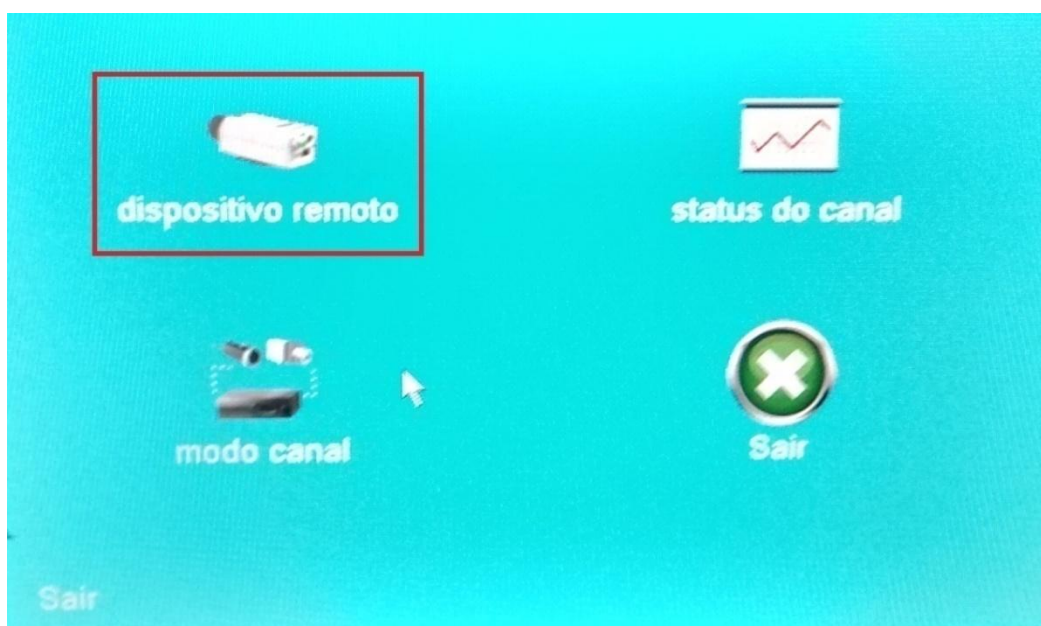 dispositivo remoto
status do canal
modo canal
Sair
Sair